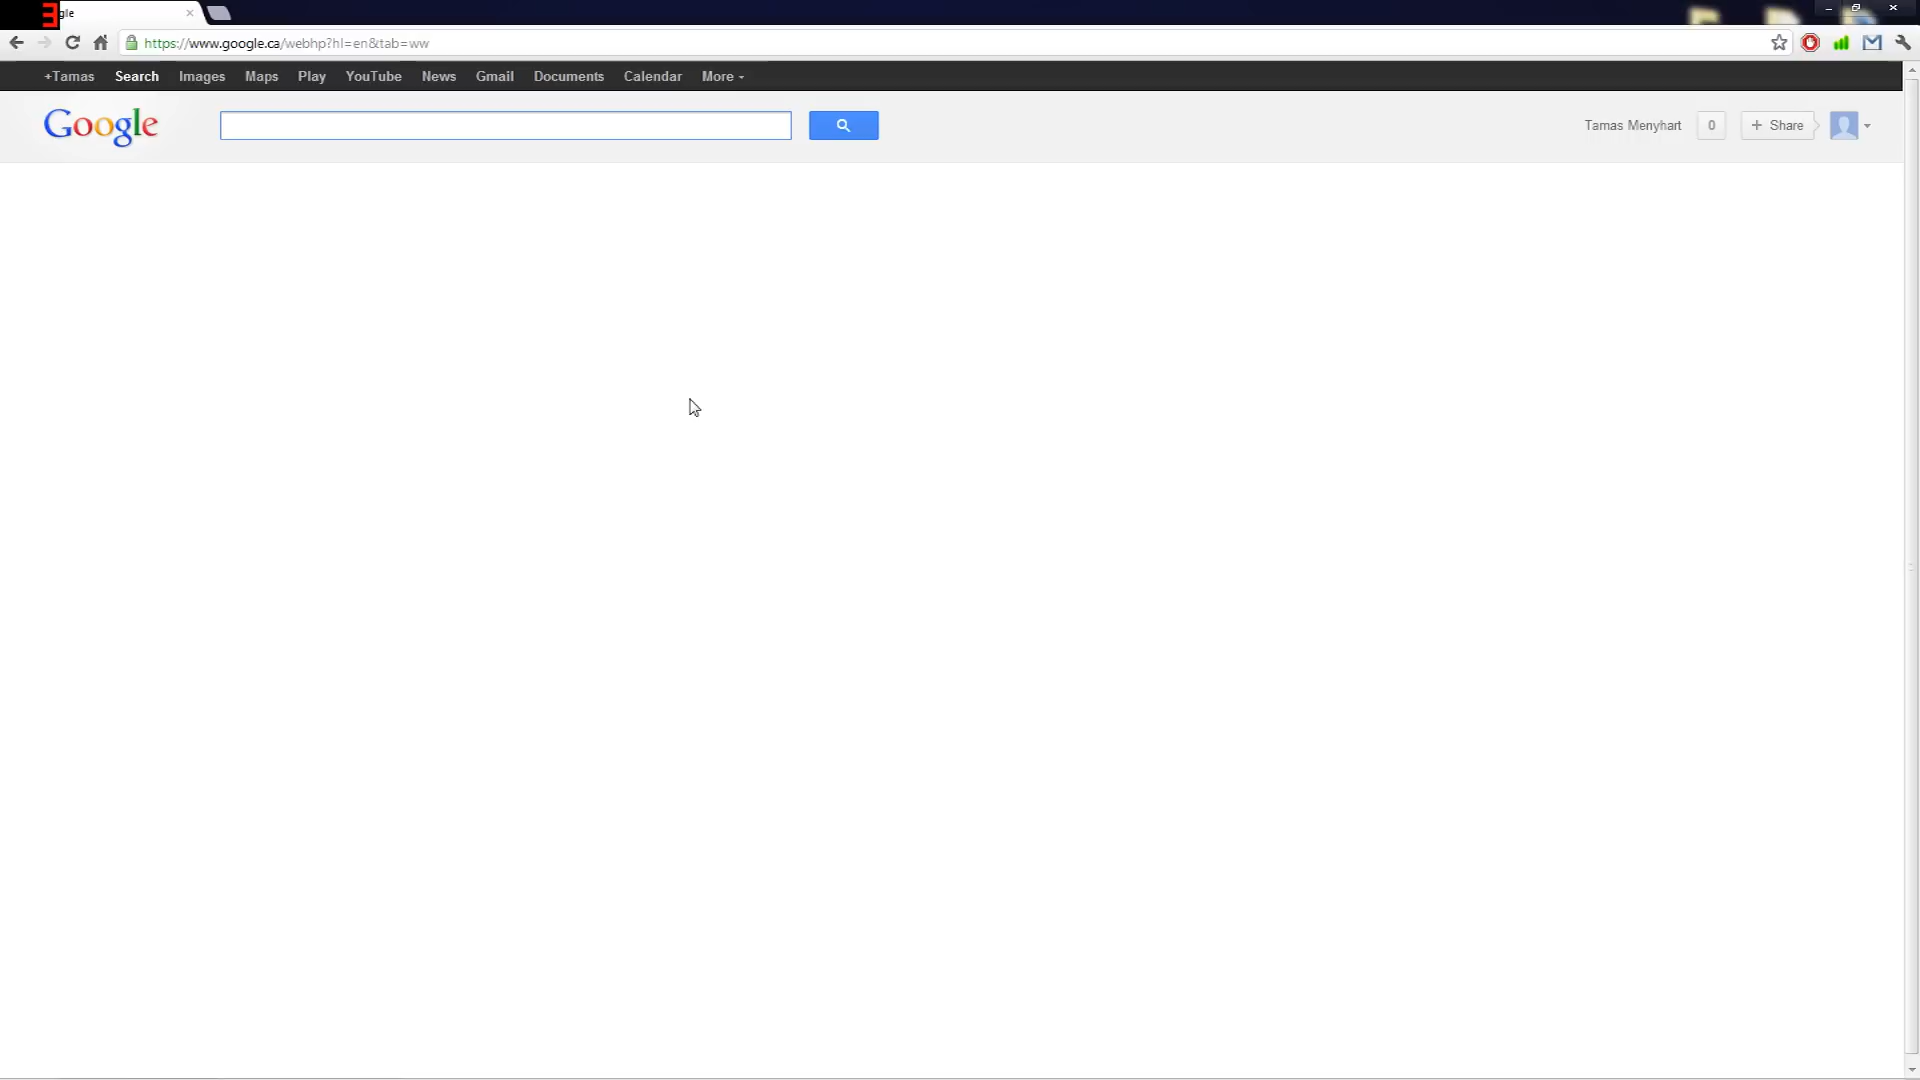 3
gle
https://www.google.ca/webhp?hl=en&tab=ww
+Tamas Search Images Maps Play YouTube News Gmail Documents Calendar More
Google
Tamas Menyhart 0 + Share